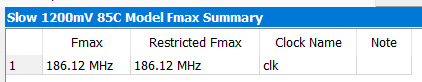 Slow 1200mV 85C Model Fmax Summary
Fmax Restricted Fmax Clock Name Note
1 186.12 MHz 186.12 MHz clk